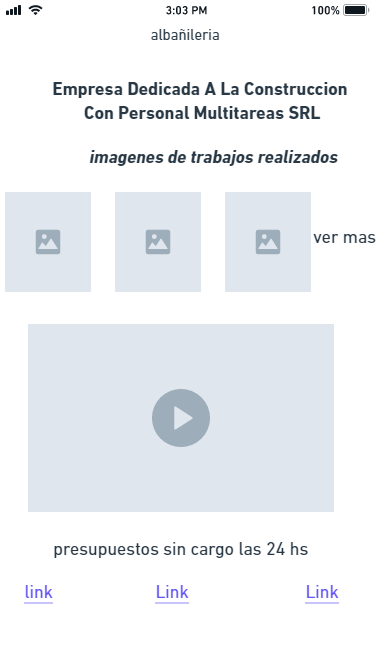 3:03 PM
100%
albañileria
Empresa Dedicada A La Construccion
Con Personal Multitareas SRL
imagenes de trabajos realizados
ver mas
presupuestos sin cargo las 24 hs
link Link Link